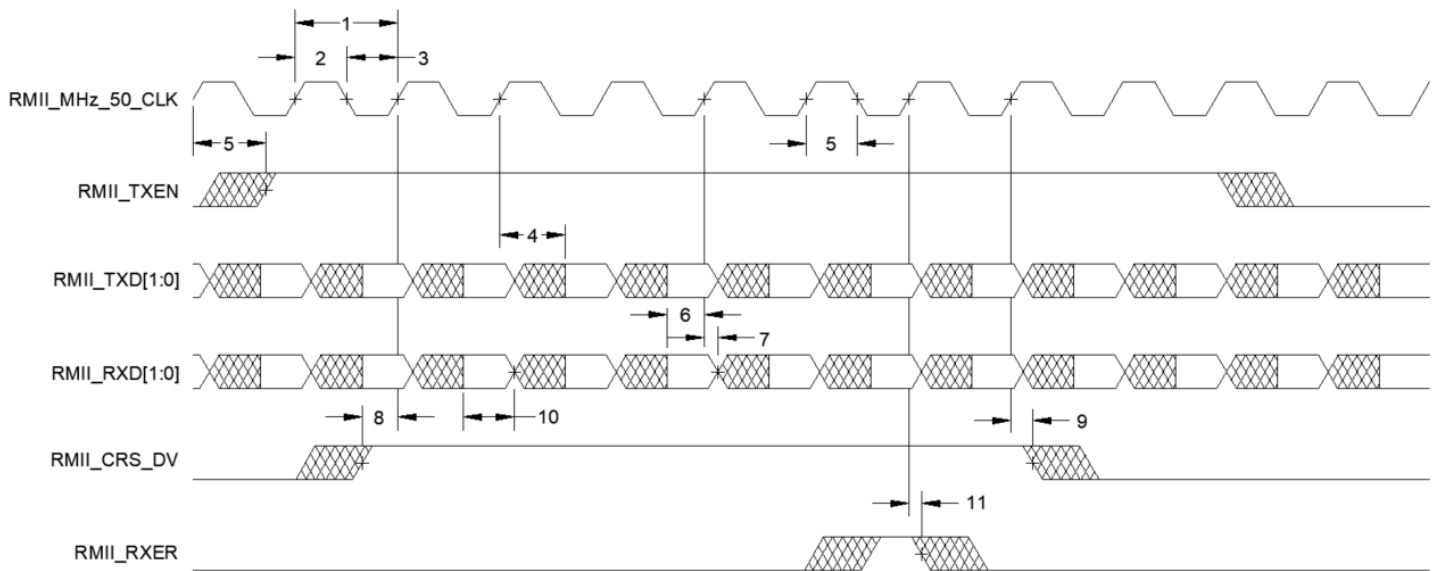 1
2 3
RMII_MHz_50_CLK
5 5
RMII_TXEN
4
RMII_TXD[1:0]
6
7
RMII_RXD[1:0]
8 10 9
RMII_CRS_DV
11
RMII_RXER